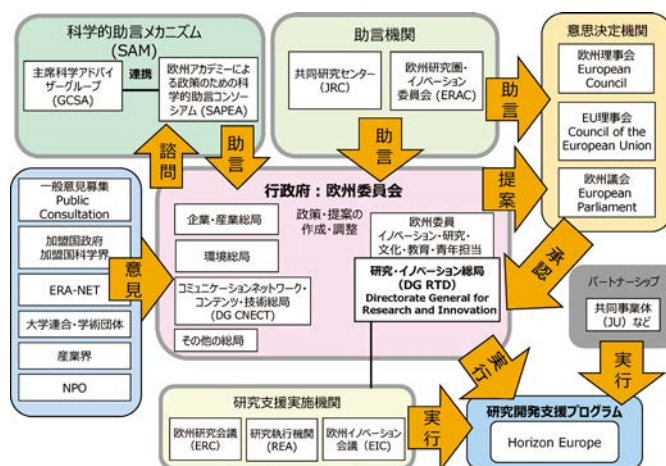 科学的助言メカニズム
(SAM)
主席科学アドバイ
ザーグループ
(GCSA)
連携
欧州アカデミーによ
る政策のための科
学的助言コンソー
シアム (SAPEA)
助言機関
共同研究センター
(JRC)
欧州研究圏・イ
ノベーション
委員会 (ERAC)
意思決定機関
欧州理事会
European
Council
EU理事会
Council of the
European Union
欧州議会
European
Parliament
助言
諮問
助言
助言
提案
承認
一般意見募集
Public
Consultation
加盟国政府
加盟国科学界
ERA-NET
大学連合・学術団体
産業界
NPO
意見
行政府：欧州委員会
企業・産業総局
環境総局
コミュニケーションネットワーク・
コンテンツ・技術総局
(DG CNECT)
その他の総局
政策・提案の
作成・調整
欧州委員
イノベーション・研究・
文化・教育・青年担当
研究・イノベーション総局
(DG RTD)
Directorate General for
Research and Innovation
パートナーシップ
共同事業体
(JU) など
実行
実行
研究支援実施機関
欧州研究会議
(ERC)
研究執行機関
(REA)
欧州イノベーション
会議 (EIC)
実行
研究開発支援プログラム
Horizon Europe